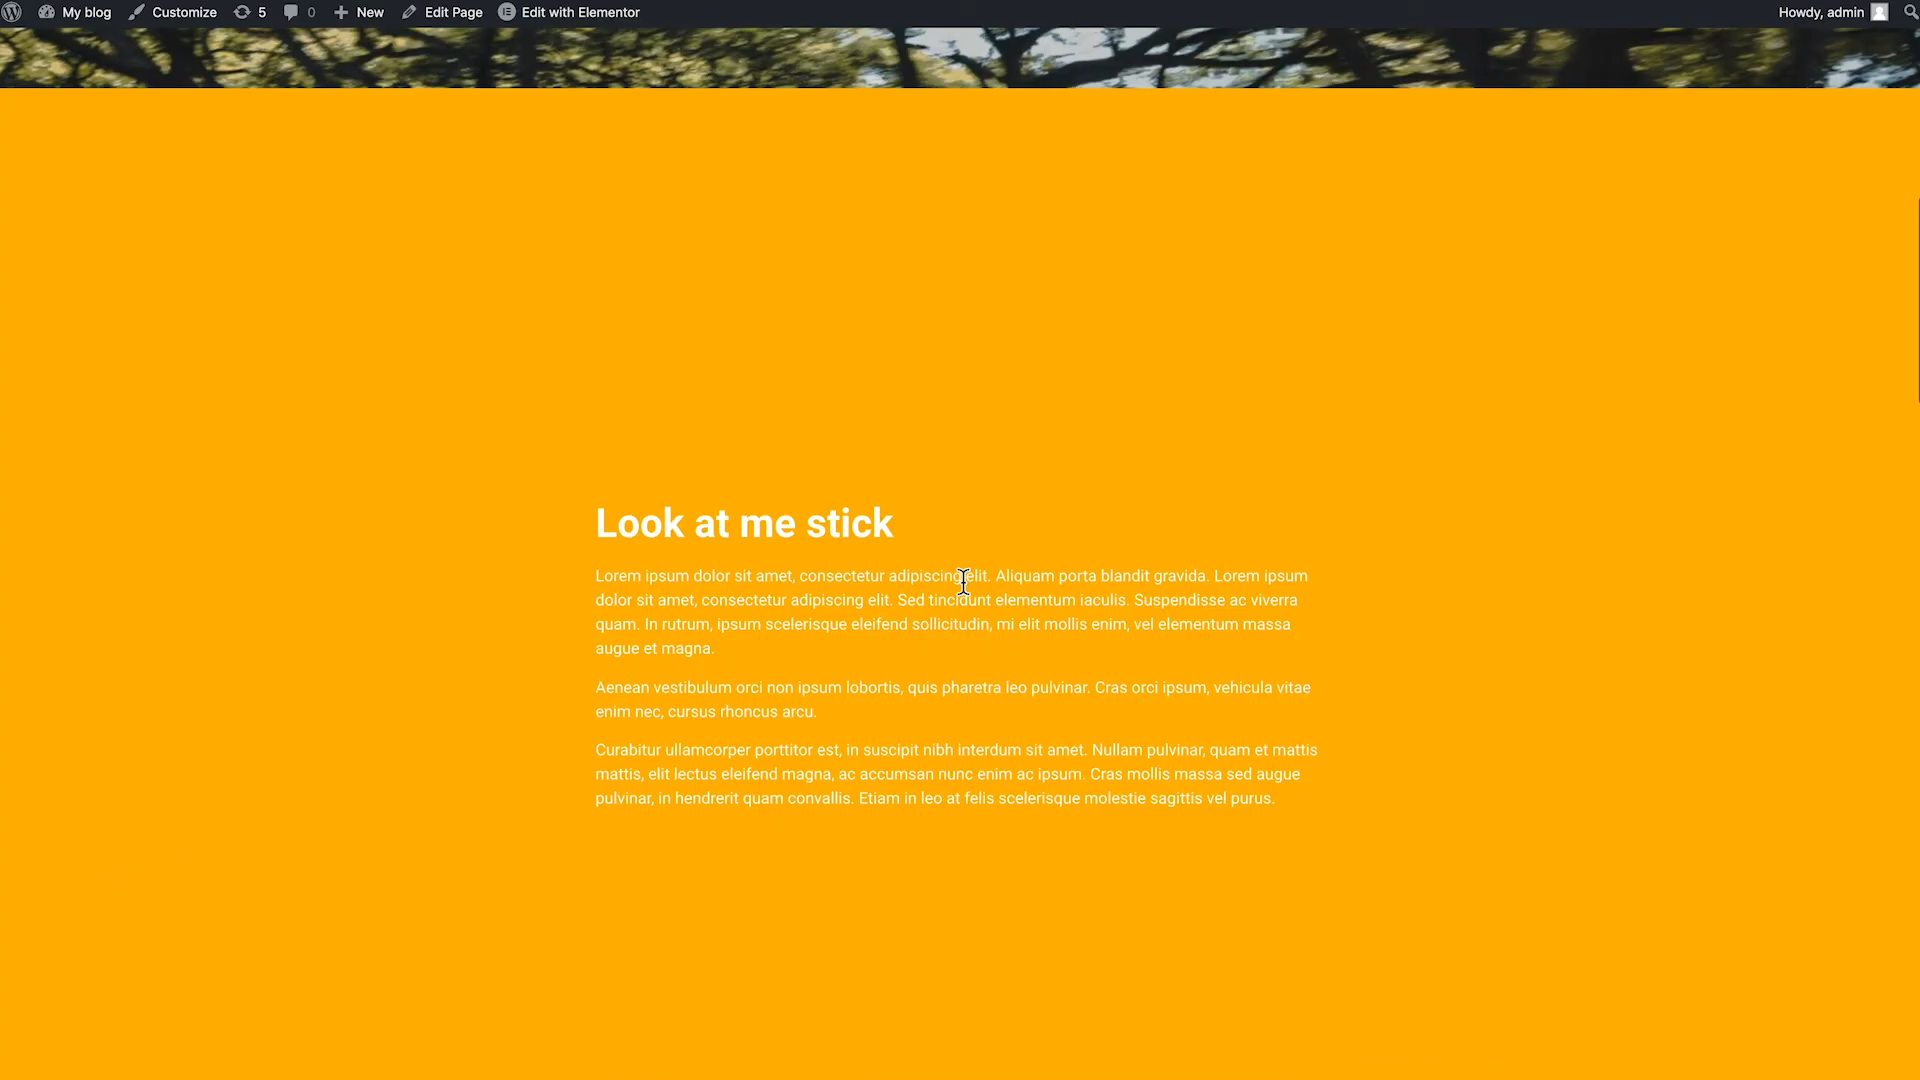 My blog Customize 5 0 New Edit Page Edit with Elementor Howdy, admin
Look at me stick
Lorem ipsum dolor sit amet, consectetur adipiscing elit. Aliquam porta blandit gravida. Lorem ipsum
dolor sit amet, consectetur adipiscing elit. Sed tincidunt elementum iaculis. Suspendisse ac viverra
quam. In rutrum, ipsum scelerisque eleifend sollicitudin, mi elit mollis enim, vel elementum massa
augue et magna.
Aenean vestibulum orci non ipsum lobortis, quis pharetra leo pulvinar. Cras orci ipsum, vehicula vitae
enim nec, cursus rhoncus arcu.
Curabitur ullamcorper porttitor est, in suscipit nibh interdum sit amet. Nullam pulvinar, quam et mattis
mattis, elit lectus eleifend magna, ac accumsan nunc enim ac ipsum. Cras mollis massa sed augue
pulvinar, in hendrerit quam convallis. Etiam in leo at felis scelerisque molestie sagittis vel purus.